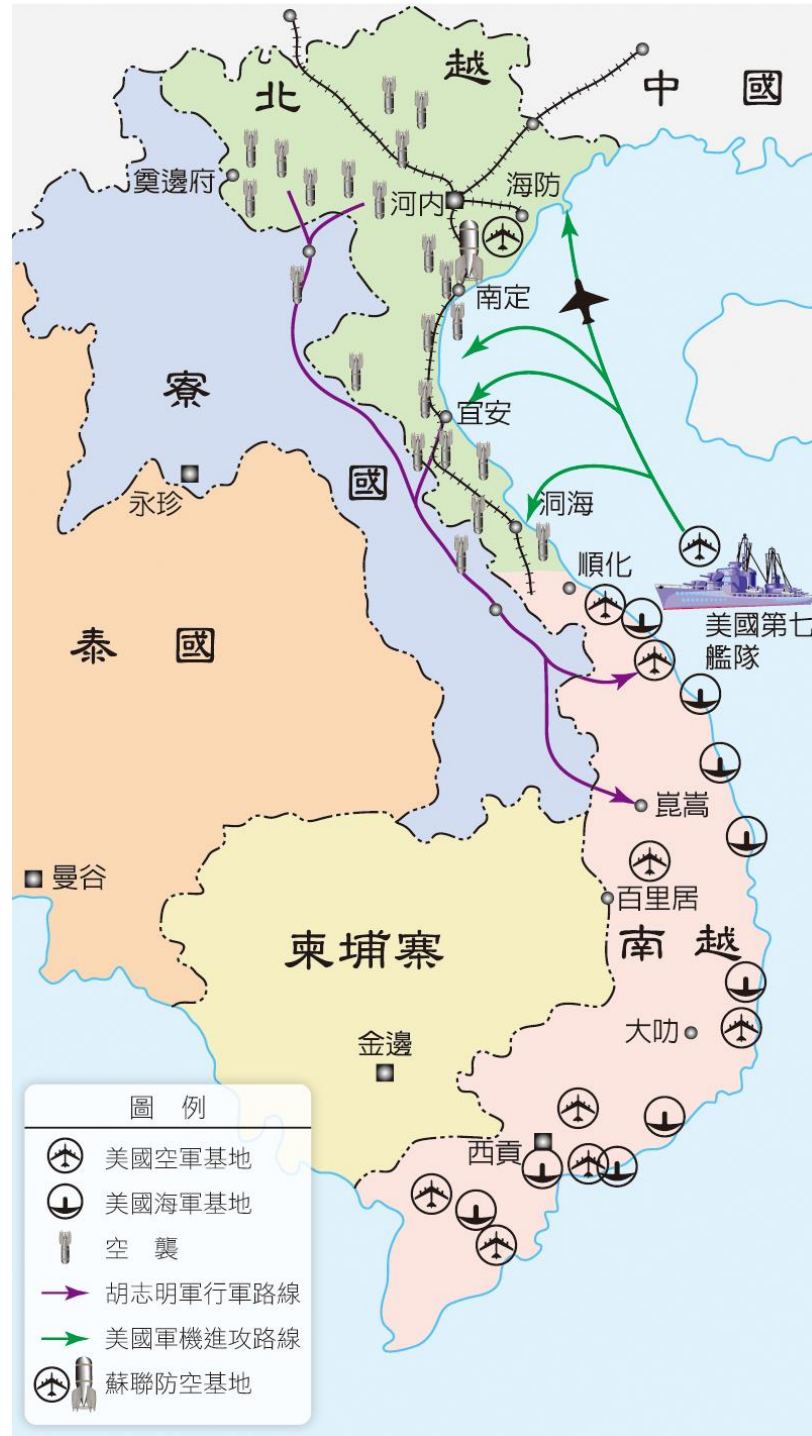 北 越
中 國
奠邊府
河内
海防
南定
寮
國
宜安
永珍
洞海
順化
泰 國
美國第七
艦隊
崑嵩
曼谷
百里居
柬埔寨
南越
大叻
金邊
西貢
圖 例
美國空軍基地
美國海軍基地
空 襲
胡志明軍行軍路線
美國軍機進攻路線
蘇聯防空基地